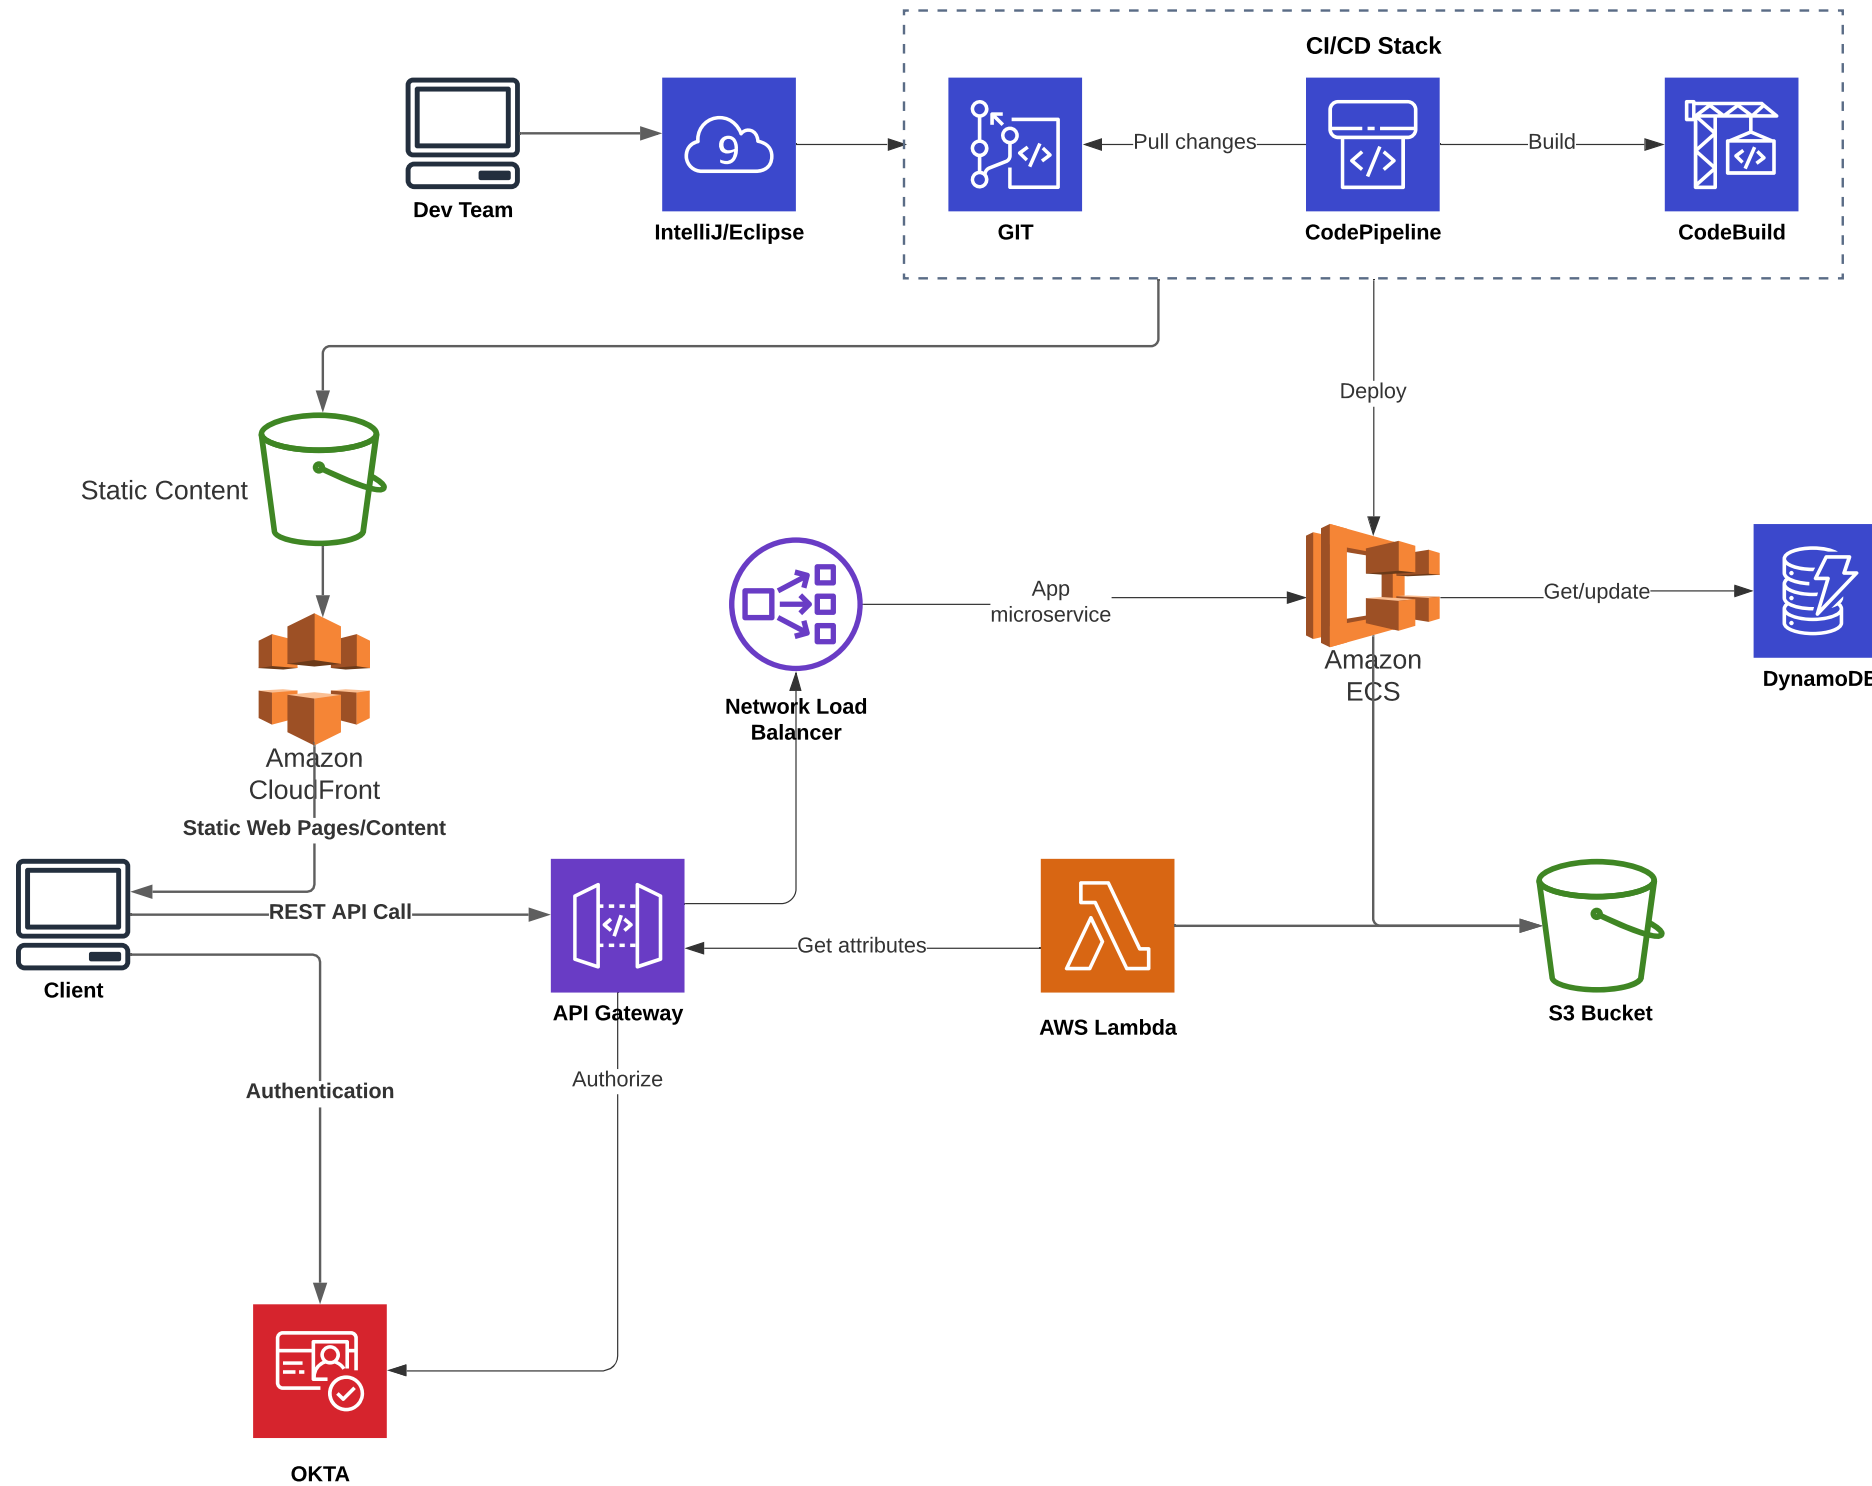 CI/CD Stack
9
Pull changes
Build
Dev Team
IntelliJ/Eclipse
GIT
CodePipeline
CodeBuild
Deploy
Static Content
App
microservice
Get/update
Amazon
ECS
DynamoDB
Network Load
Balancer
Amazon
CloudFront
Static Web Pages/Content
REST API Call
Get attributes
Client
API Gateway
AWS Lambda
S3 Bucket
Authorize
Authentication
OKTA